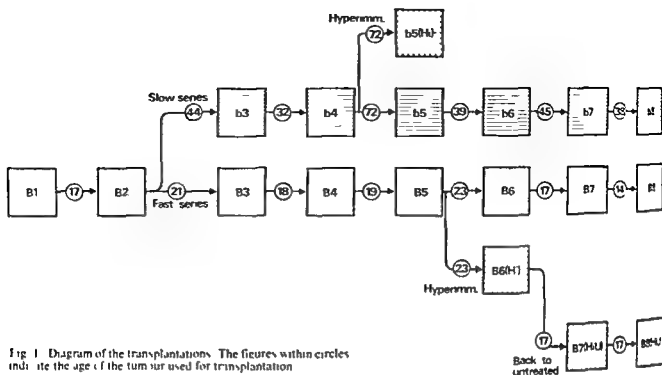 Hyperimm.
72
b5(H)
Slow series
44
b3
32
b4
72
b5
39
b6
45
b7
B1
17
B2
21
B3
18
B4
19
B5
23
B6
17
B7
14
Fast series
23
B6(H)
Hyperimm.
17
B7(H,U)
17
Back to
untreated
Fig 1 Diagram of the transplantations The figures within circles
indicate the age of the tumour used for transplantation